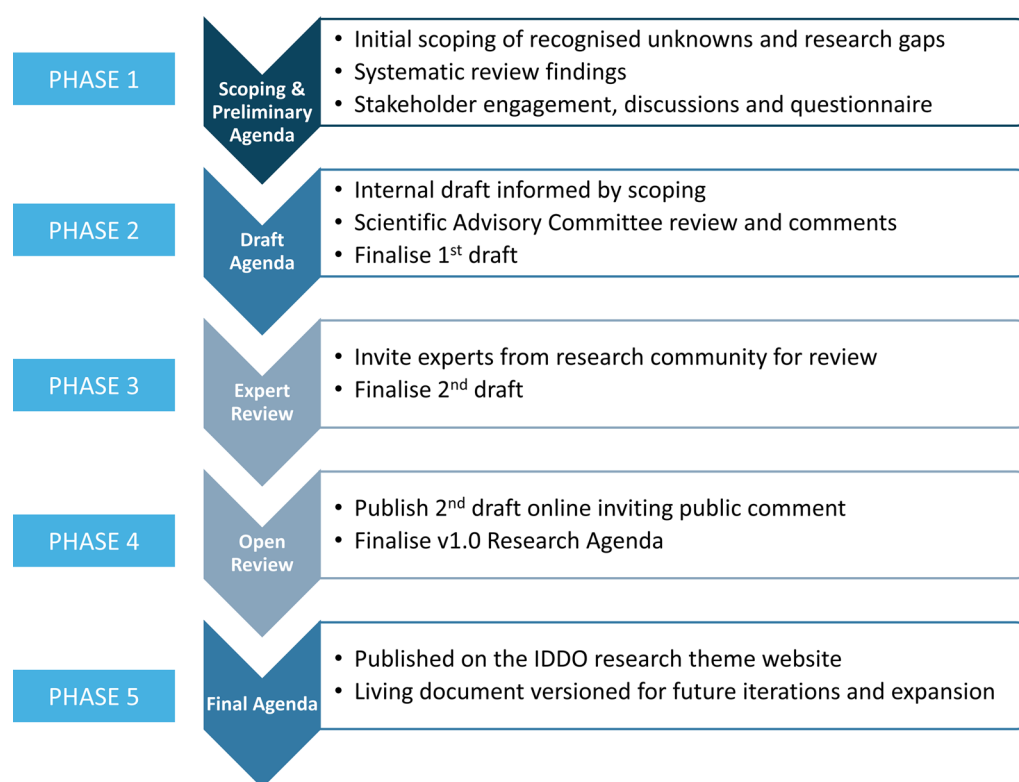 PHASE 1
Scoping &
Preliminary
Agenda
• Initial scoping of recognised unknowns and research gaps
• Systematic review findings
• Stakeholder engagement, discussions and questionnaire
PHASE 2
Draft
Agenda
• Internal draft informed by scoping
• Scientific Advisory Committee review and comments
• Finalise 1st draft
PHASE 3
Expert
Review
• Invite experts from research community for review
• Finalise 2nd draft
PHASE 4
Open
Review
• Publish 2nd draft online inviting public comment
• Finalise v1.0 Research Agenda
PHASE 5
Final Agenda
• Published on the IDDO research theme website
• Living document versioned for future iterations and expansion